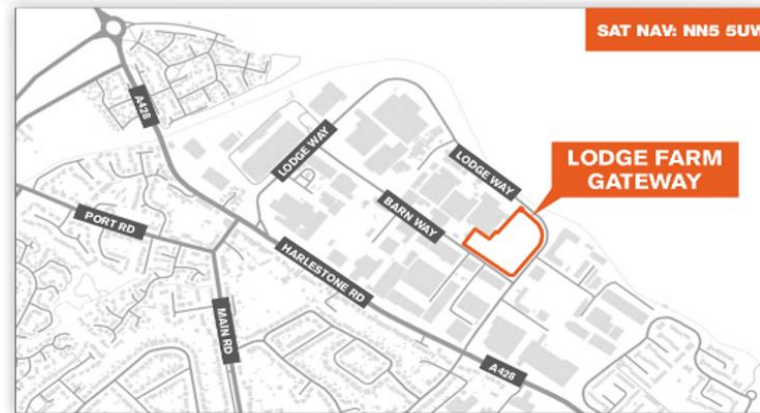 SAT NAV: NN5 5UW
A428
LODGE WAY
LODGE WAY
LODGE FARM
GATEWAY
BARN WAY
PORT RD
HARLESTONE RD
MAIN RD
A428